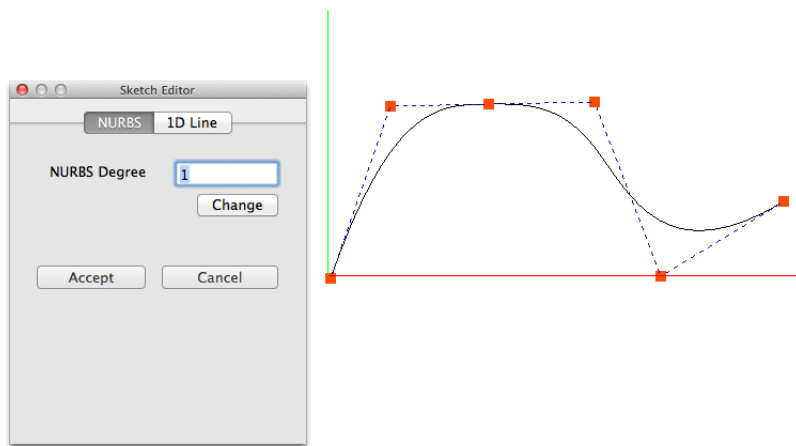 Sketch Editor
NURBS 1D Line
NURBS Degree 1
Change
Accept Cancel